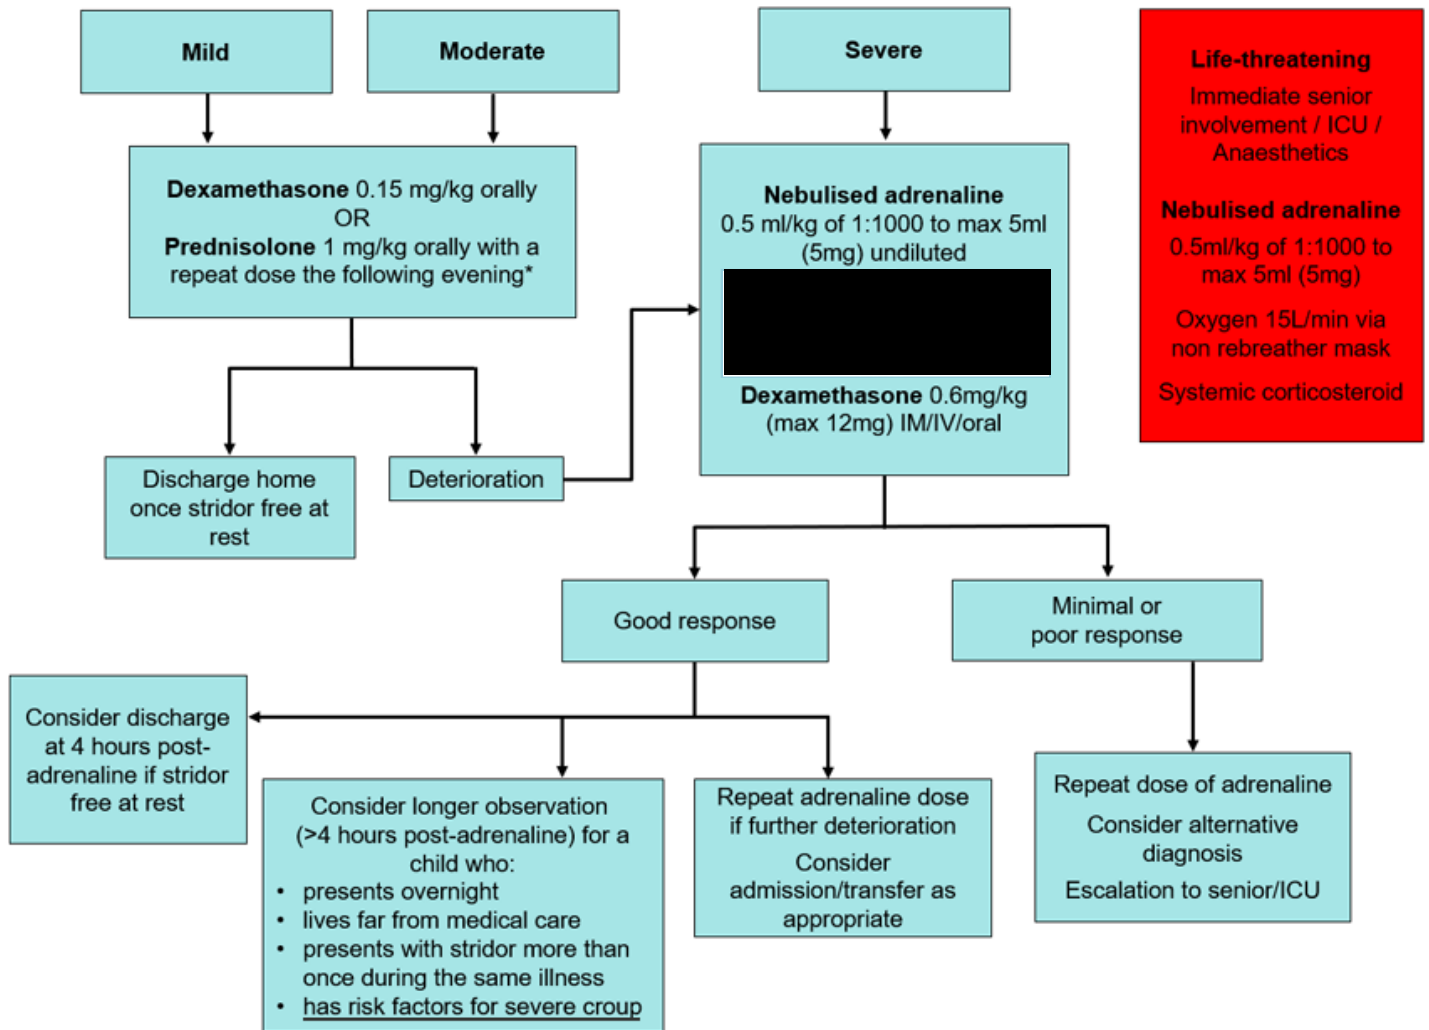 Mild
Moderate
Severe
Life-threatening
Immediate senior
involvement / ICU /
Anaesthetics
Nebulised adrenaline
0.5ml/kg of 1:1000 to
max 5ml (5mg)
Oxygen 15L/min via
non rebreather mask
Systemic corticosteroid
Dexamethasone 0.15 mg/kg orally
OR
Prednisolone 1 mg/kg orally with a
repeat dose the following evening*
Nebulised adrenaline
0.5 ml/kg of 1:1000 to max 5ml
(5mg) undiluted
Dexamethasone 0.6mg/kg
(max 12mg) IM/IV/oral
Discharge home
once stridor free at
rest
Deterioration
Good response
Minimal or
poor response
Consider discharge
at 4 hours post-
adrenaline if stridor
free at rest
Consider longer observation
(>4 hours post-adrenaline) for a
child who:
• presents overnight
• lives far from medical care
• presents with stridor more than
once during the same illness
• has risk factors for severe croup
Repeat adrenaline dose
if further deterioration
Consider
admission/transfer as
appropriate
Repeat dose of adrenaline
Consider alternative
diagnosis
Escalation to senior/ICU